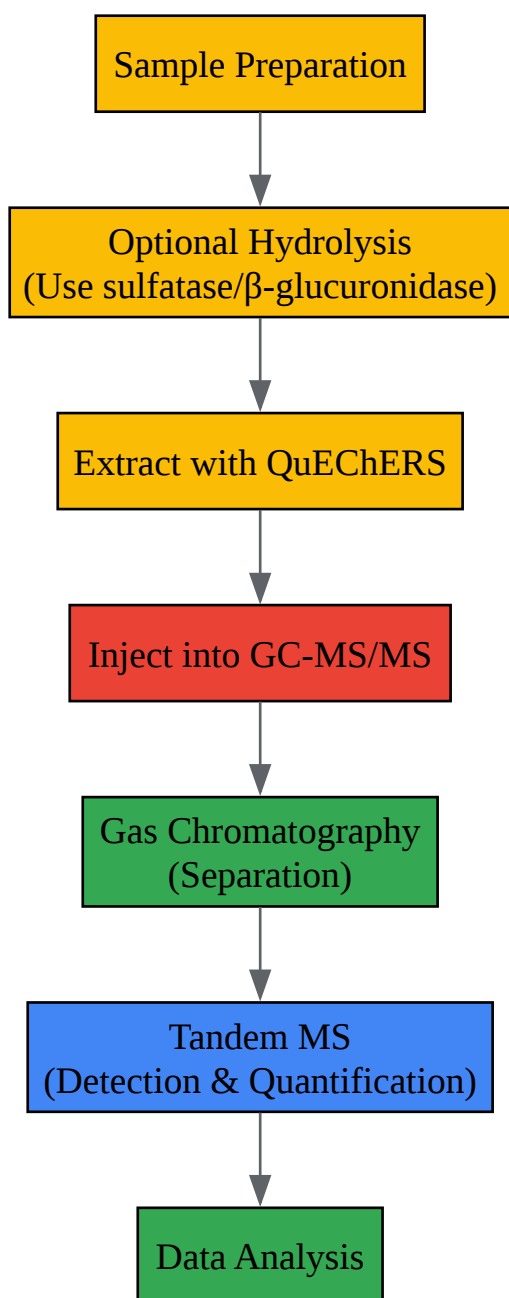 Sample Preparation
Optional Hydrolysis
(Use sulfatase/β-glucuronidase)
Extract with QuEChERS
Inject into GC-MS/MS
Gas Chromatography
(Separation)
Tandem MS
(Detection & Quantification)
Data Analysis